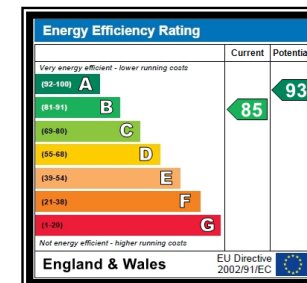 Energy Efficiency Rating
Current Potentia
Very energy efficient - lower running costs
(92-100) A
93
(81-91) B
85
(69-80) C
(55-68) D
(39-54) E
(21-38) F
(1-20) G
Not energy efficient - higher running costs
England & Wales
EU Directive
2002/91/EC